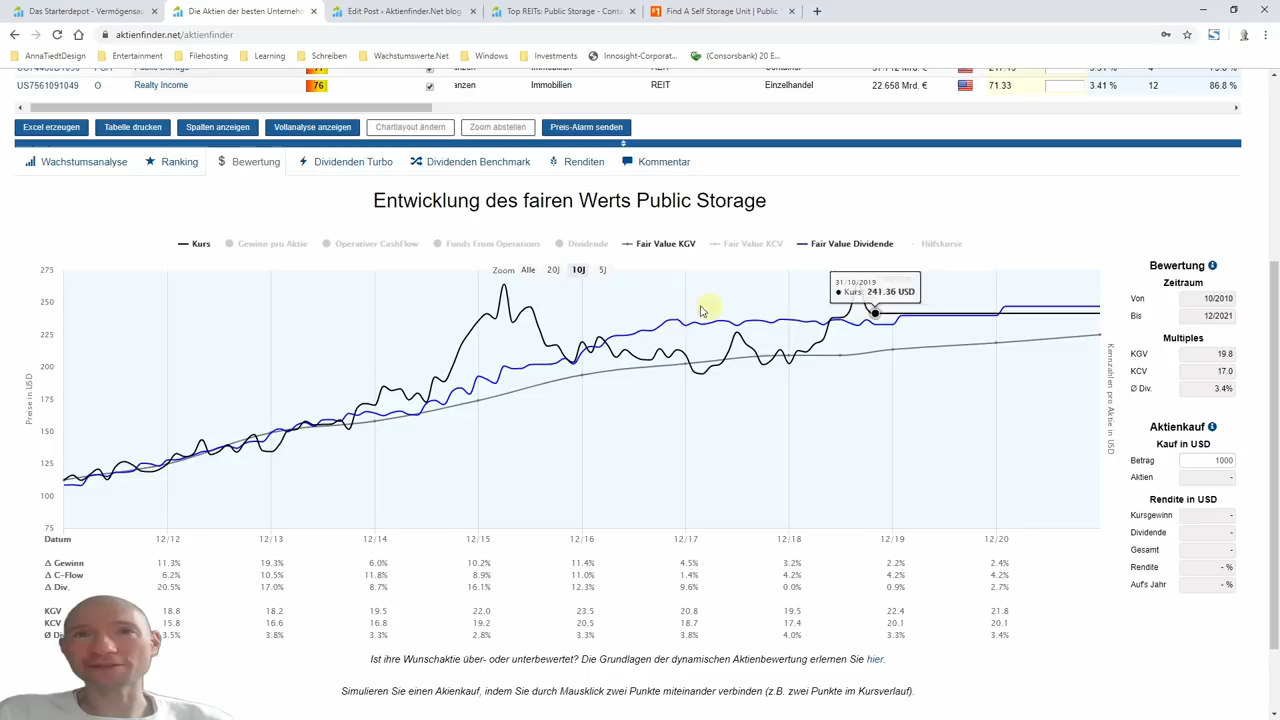 Das Starterdepot - Vermögensau
Die Aktien der besten Unternehm
Edit Post ‹ Aktienfinder.Net blog
Top REITs: Public Storage - Conta
Find A Self Storage Unit | Public
aktienfinder.net/aktienfinder
AnnaTiedtDesign
Entertainment
Filehosting
Learning
Schreiben
Wachstumswerte.Net
Windows
Investments
Innosight-Corporat...
(Consorsbank) 20 E...
US7561091049 O Realty Income 76 anzen Immobilien REIT Einzelhandel 22.658 Mrd. € 71.33 3.41 % 12 86.8 %
Excel erzeugen
Tabelle drucken
Spalten anzeigen
Vollanalyse anzeigen
Chartlayout ändern
Zoom abstellen
Preis-Alarm senden
Wachstumsanalyse
Ranking
Bewertung
Dividenden Turbo
Dividenden Benchmark
Renditen
Kommentar
Entwicklung des fairen Werts Public Storage
Kurs
Gewinn pro Aktie
Operativer CashFlow
Funds From Operations
Dividende
Fair Value KGV
Fair Value KCV
Fair Value Dividende
Hilfskurse
Zoom Alle 20J 10J 5J
31/10/2019
Kurs: 241.36 USD
Preise in USD
275
250
225
200
175
150
125
100
75
Kennzahlen pro Aktie in USD
Datum 12/12 12/13 12/14 12/15 12/16 12/17 12/18 12/19 12/20
Δ Gewinn 11.3% 19.3% 6.0% 10.2% 11.4% 4.5% 3.2% 2.2% 2.4%
Δ C-Flow 6.2% 10.5% 11.8% 8.9% 11.0% 1.4% 4.2% 4.2% 4.2%
Δ Div. 20.5% 17.0% 8.7% 16.1% 12.3% 9.6% 0.0% 0.9% 2.7%
KGV 18.8 18.2 19.5 22.0 23.5 20.8 19.5 22.4 21.8
KCV 15.8 16.6 16.8 19.2 20.5 18.7 17.4 20.1 20.1
3.5% 3.8% 3.3% 2.8% 3.3% 3.8% 4.0% 3.3% 3.4%
Bewertung
Zeitraum
Von 10/2010
Bis 12/2021
Multiples
KGV 19.8
KCV 17.0
Ø Div. 3.4%
Aktienkauf
Kauf in USD
Betrag 1000
Aktien -
Rendite in USD
Kursgewinn -
Dividende -
Gesamt -
Rendite - %
Auf's Jahr - %
Ist ihre Wunschaktie über- oder unterbewertet? Die Grundlagen der dynamischen Aktienbewertung erlernen Sie hier.
Simulieren Sie einen Akienkauf, indem Sie durch Mausklick zwei Punkte miteinander verbinden (z.B. zwei Punkte im Kursverlauf).